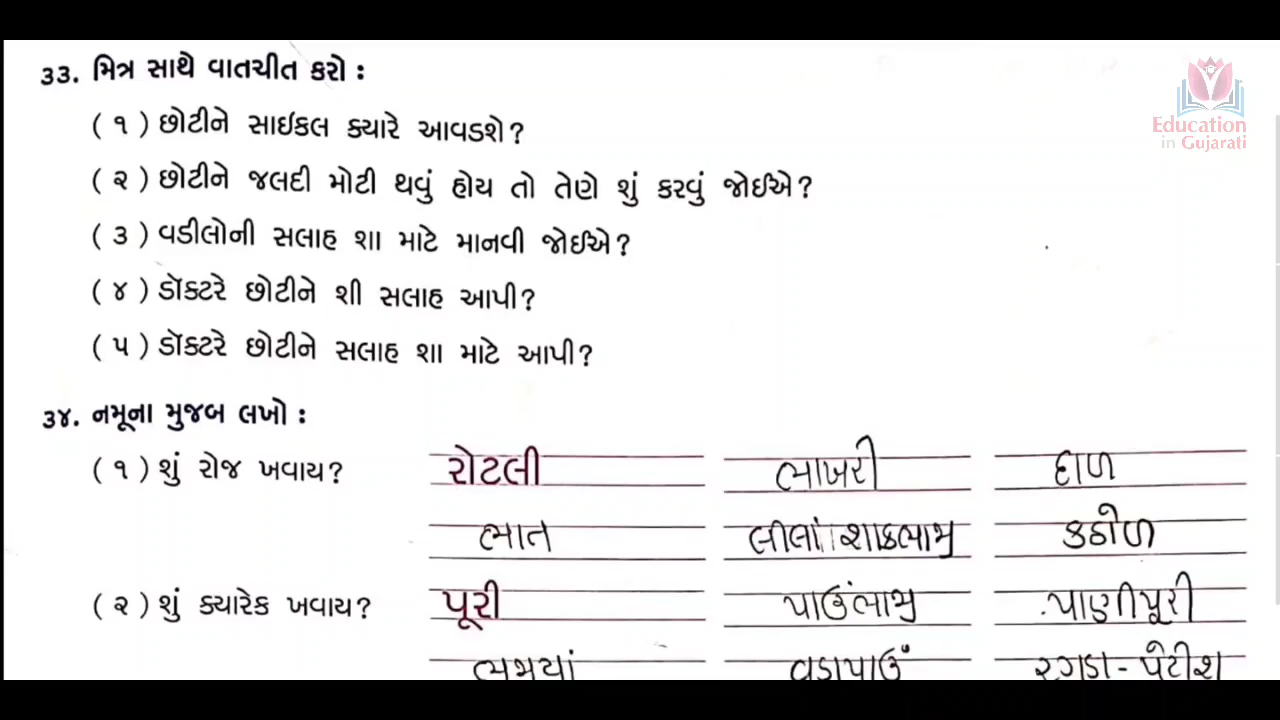 ૩૩. મિત્ર સાથે વાતચીત કરો :
Education
in Gujarati
(૧) છોટીને સાઈકલ ક્યારે આવડશે?
(૨) છોટીને જલદી મોટી થવું હોય તો તેણે શું કરવું જોઈએ?
(૩) વડીલોની સલાહ શા માટે માનવી જોઈએ?
(૪) ડૉક્ટરે છોટીને શી સલાહ આપી?
(૫) ડૉક્ટરે છોટીને સલાહ શા માટે આપી?
૩૪. નમૂના મુજબ લખો :
(૧) શું રોજ ખવાય? રોટલી ભાખરી દાળ
ભાત લીલાં શાકભાજી કઠોળ
(૨) શું ક્યારેક ખવાય? પૂરી પાઉંભાજી પાણીપૂરી
ભજિયાં વડાપાઉં રગડા - પેટીશ